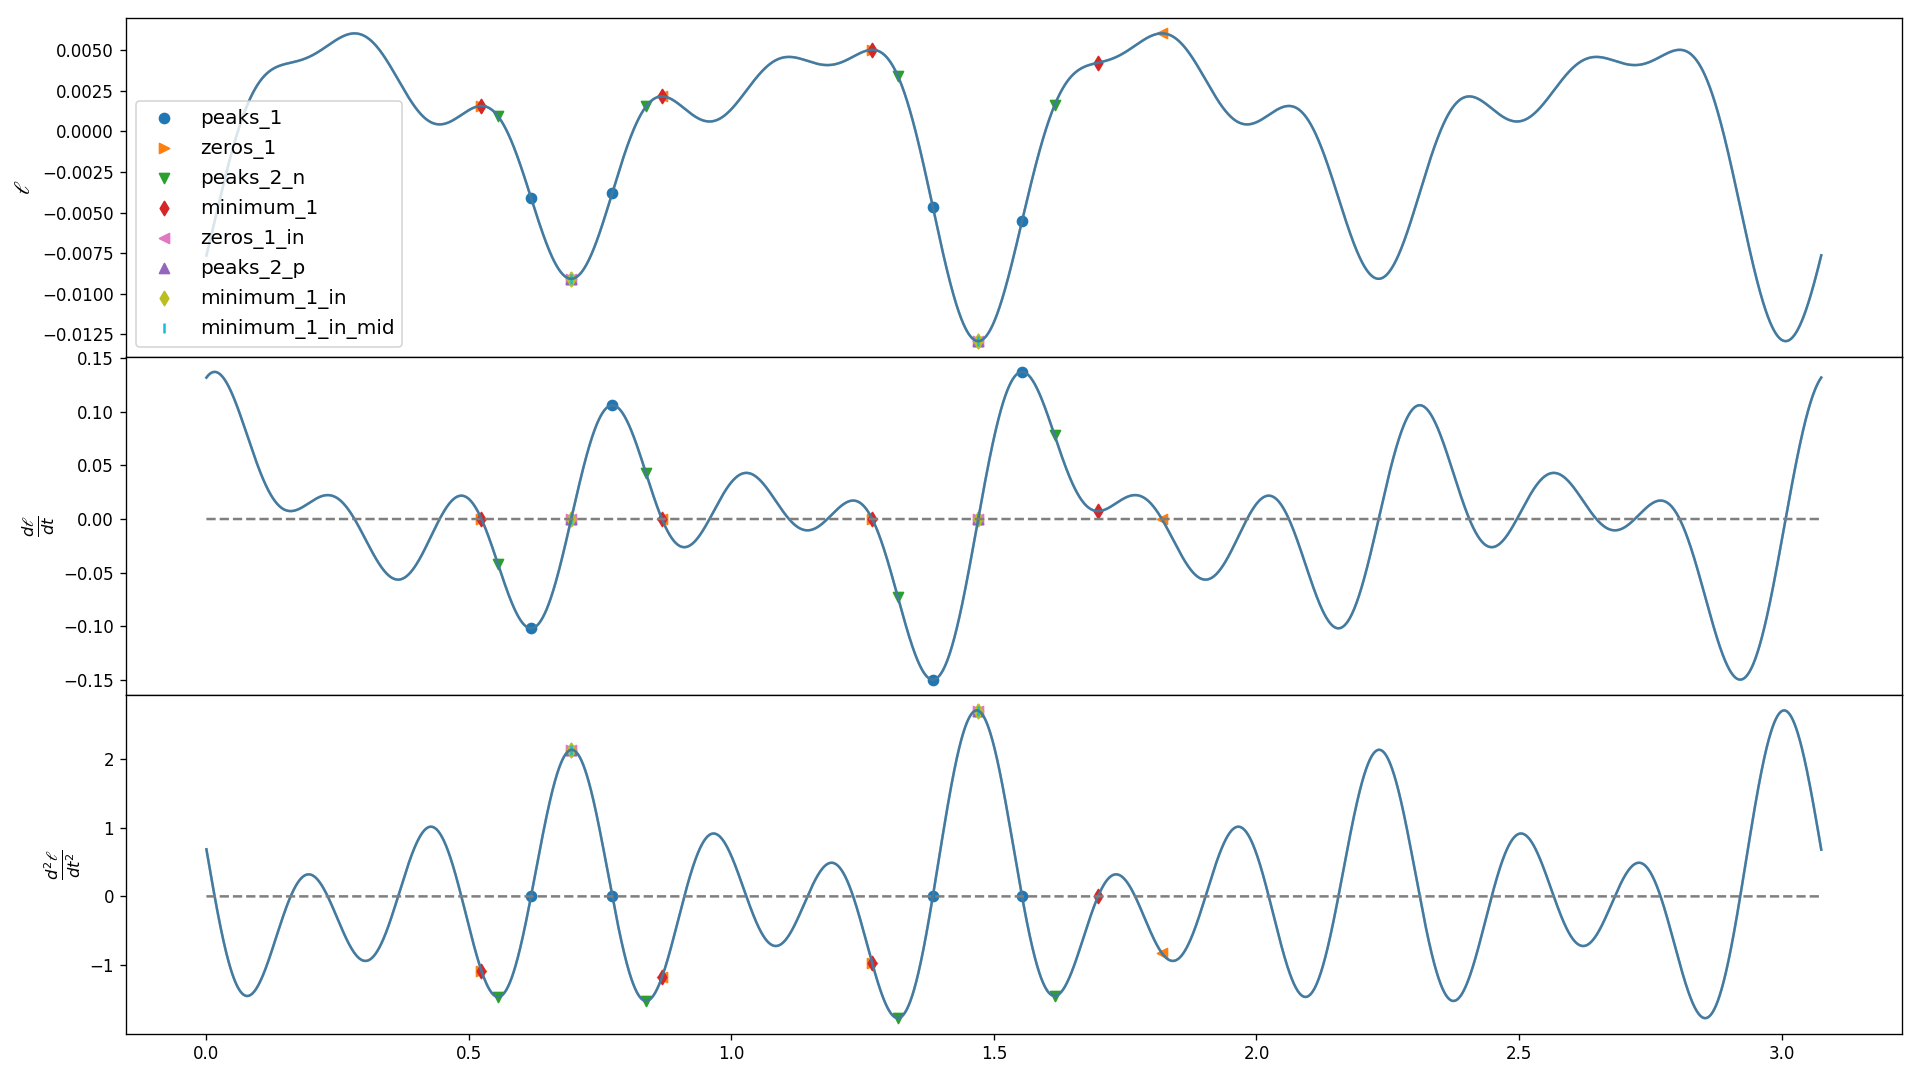 0.0050
0.0025
0.0000
−0.0025
−0.0050
−0.0075
−0.0100
−0.0125
ℓ
peaks_1
zeros_1
peaks_2_n
minimum_1
zeros_1_in
peaks_2_p
minimum_1_in
minimum_1_in_mid
0.15
0.10
0.05
0.00
−0.05
−0.10
−0.15
dℓ
dt
2
1
0
−1
d²ℓ
dt²
0.0 0.5 1.0 1.5 2.0 2.5 3.0